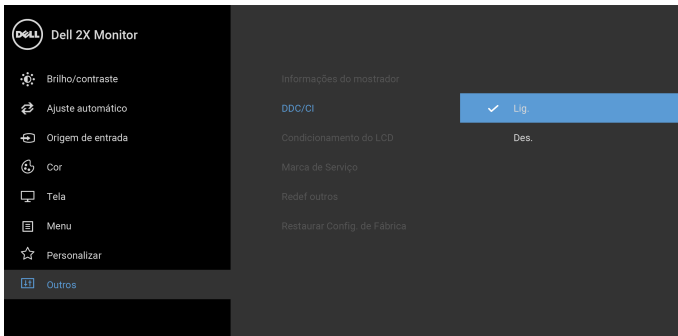 DELL
Dell 2X Monitor
Brilho/contraste
Ajuste automático
Origem de entrada
Cor
Tela
Menu
Personalizar
Outros
Informações do mostrador
DDC/CI
Condicionamento do LCD
Marca de Serviço
Redef outros
Restaurar Config. de Fábrica
Lig.
Des.